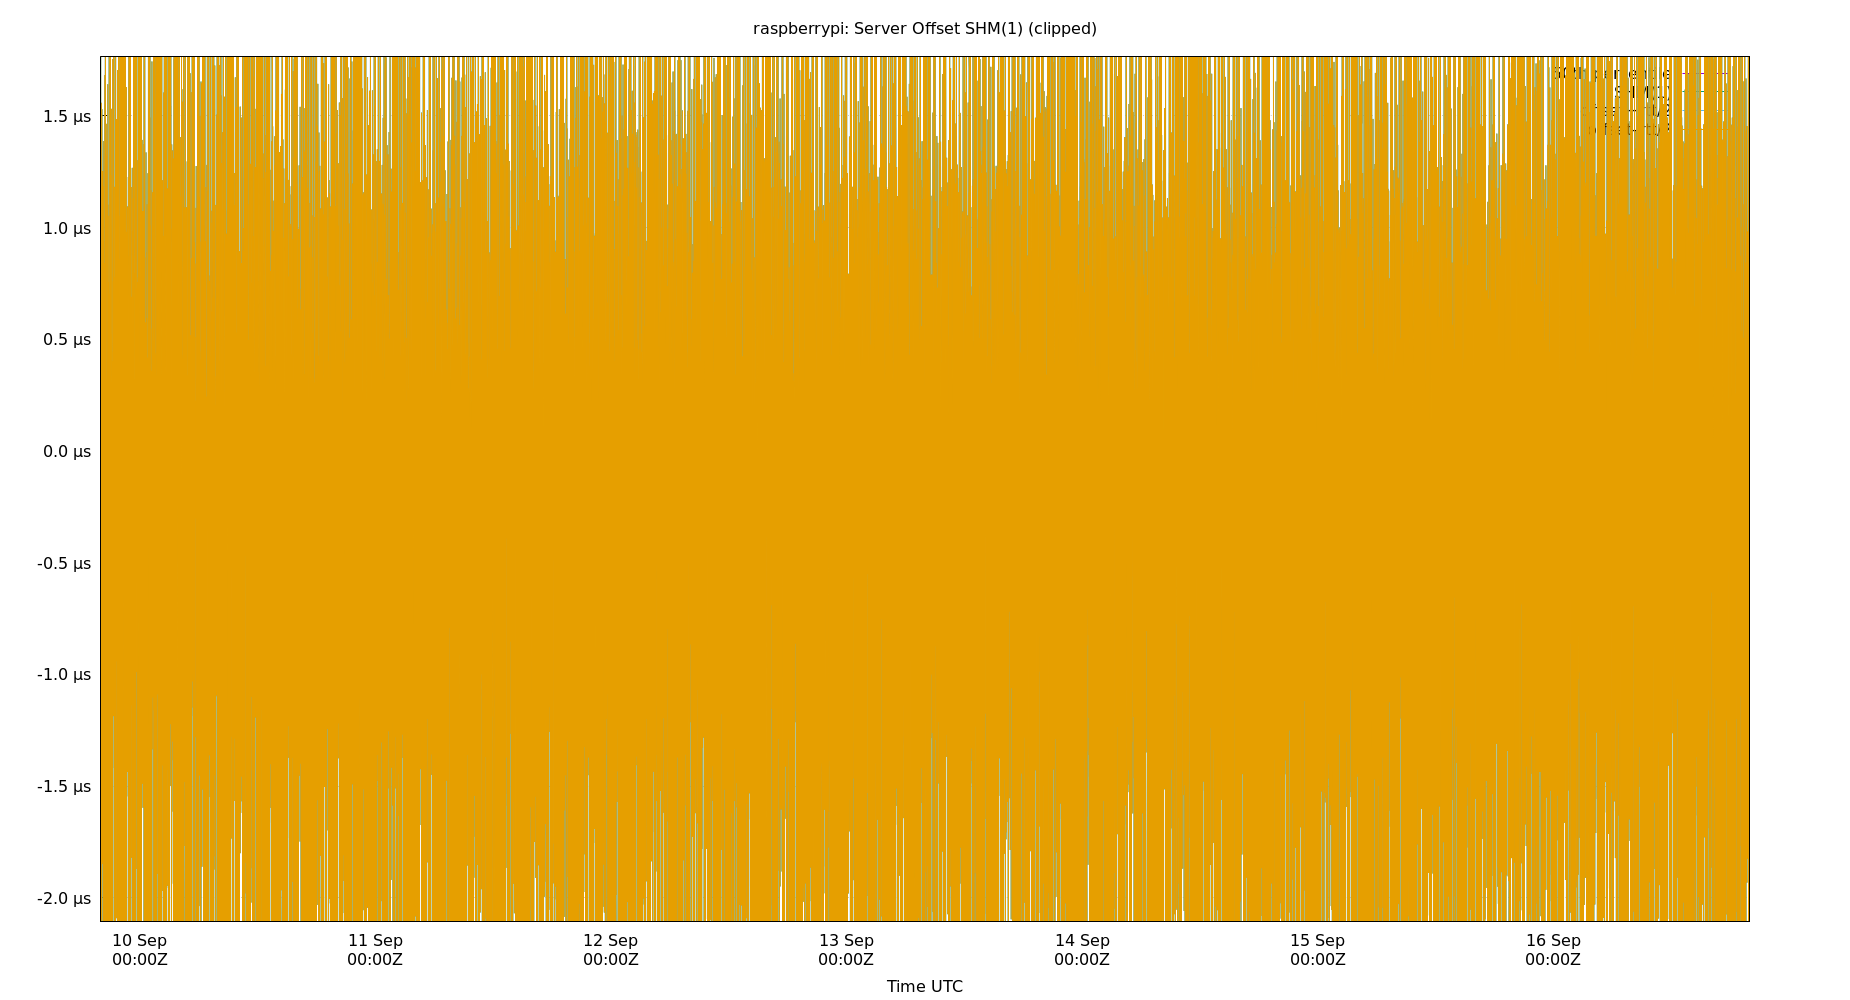 raspberrypi: Server Offset SHM(1) (clipped)
1.5 µs
1.0 µs
0.5 µs
0.0 µs
-0.5 µs
-1.0 µs
-1.5 µs
-2.0 µs
10 Sep 11 Sep 12 Sep 13 Sep 14 Sep 15 Sep 16 Sep
00:00Z 00:00Z 00:00Z 00:00Z 00:00Z 00:00Z 00:00Z
Time UTC